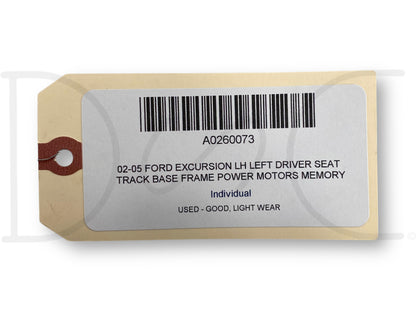 A0260073
02-05 FORD EXCURSION LH LEFT DRIVER SEAT
TRACK BASE FRAME POWER MOTORS MEMORY
Individual
USED - GOOD, LIGHT WEAR